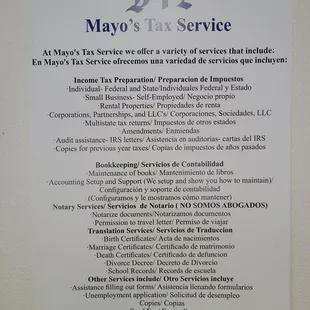 Mayo's Tax Service
At Mayo's Tax Service we offer a variety of services that include:
En Mayo's Tax Service ofrecemos una variedad de servicios que incluyen:
Income Tax Preparation/ Preparacion de Impuestos
·Individual- Federal and State/Individuales Federal y Estado
·Small Business- Self-Employed/ Negocio propio
·Rental Properties/ Propiedades de renta
·Corporations, Partnerships, and LLC's/ Corporaciones, Sociedades, LLC
·Multistate tax returns/ Impuestos de otros estados
·Amendments/ Enmiendas
·Audit assistance- IRS letters/ Asistencia en auditorias- cartas del IRS
·Copies for previous year taxes/ Copias de impuestos de años pasados
Bookkeeping/ Servicios de Contabilidad
·Maintenance of books/ Mantenimiento de libros
·Accounting Setup and Support (We setup and show you how to maintain)/
Configuración y soporte de contabilidad
(Configuramos y le mostramos cómo mantener)
Notary Services/ Servicios de Notario ( NO SOMOS ABOGADOS)
·Notarize documents/Notarizamos documentos
·Permission to travel letter/ Permiso de viajar
Translation Services/ Servicios de Traduccion
·Birth Certificates/ Acta de nacimientos
·Marriage Certificates/ Certificado de matrimonio
·Death Certificates/ Certificado de defuncion
·Divorce Decree/ Decreto de Divorcio
·School Records/ Records de escuela
Other Services include/ Otro Servicios incluye
·Assistance filling out forms/ Asistencia llenando formularios
·Unemployment application/ Solicitud de desempleo
·Copies/ Copias